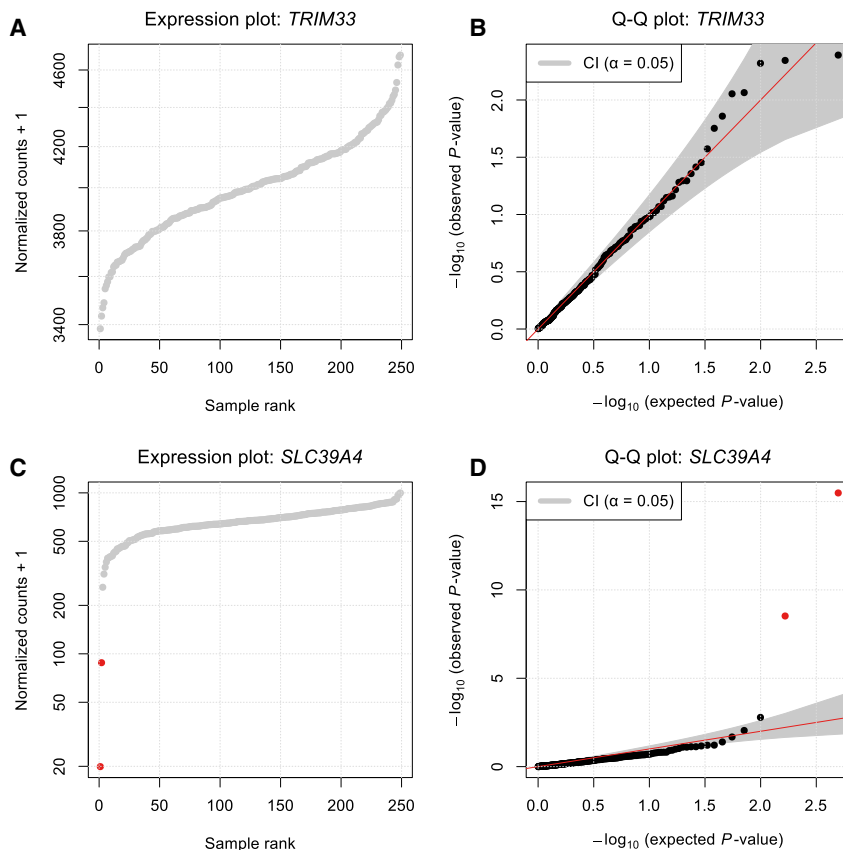 A
Expression plot: TRIM33
Normalized counts + 1
3400
3800
4200
4600
0
50
100
150
200
250
Sample rank
B
Q-Q plot: TRIM33
CI (α = 0.05)
−log10 (observed P-value)
0.0
0.5
1.0
1.5
2.0
0.0
0.5
1.0
1.5
2.0
2.5
−log10 (expected P-value)
C
Expression plot: SLC39A4
Normalized counts + 1
20
50
100
200
500
1000
0
50
100
150
200
250
Sample rank
D
Q-Q plot: SLC39A4
CI (α = 0.05)
−log10 (observed P-value)
0
5
10
15
0.0
0.5
1.0
1.5
2.0
2.5
−log10 (expected P-value)